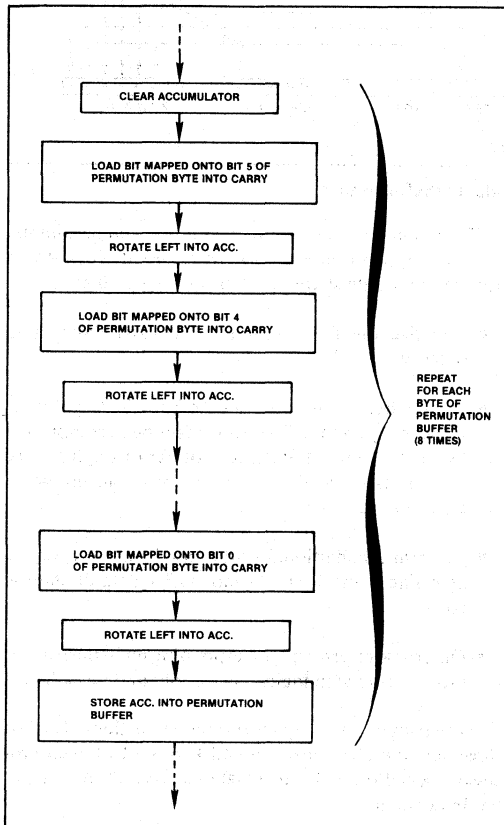 CLEAR ACCUMULATOR
LOAD BIT MAPPED ONTO BIT 5 OF
PERMUTATION BYTE INTO CARRY
ROTATE LEFT INTO ACC.
LOAD BIT MAPPED ONTO BIT 4
OF PERMUTATION BYTE INTO CARRY
ROTATE LEFT INTO ACC.
REPEAT
FOR EACH
BYTE OF
PERMUTATION
BUFFER
(8 TIMES)
LOAD BIT MAPPED ONTO BIT 0
OF PERMUTATION BYTE INTO CARRY
ROTATE LEFT INTO ACC.
STORE ACC. INTO PERMUTATION
BUFFER